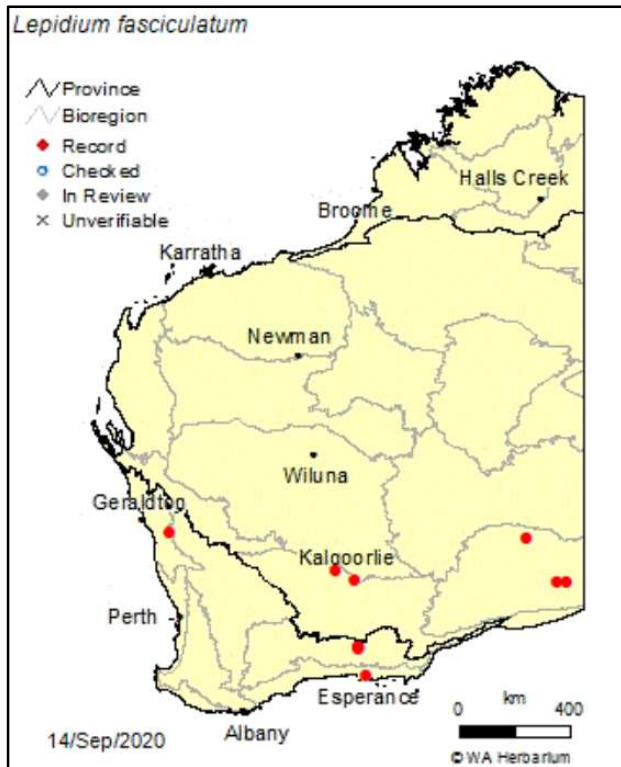 Lepidium fasciculatum
Province
Bioregion
Record
Checked
In Review
Unverifiable
Halls Creek
Broome
Karratha
Newman
Wiluna
Geraldton
Kalgoorlie
Perth
Esperance
Albany
km
0 400
14/Sep/2020
© WA Herbarium